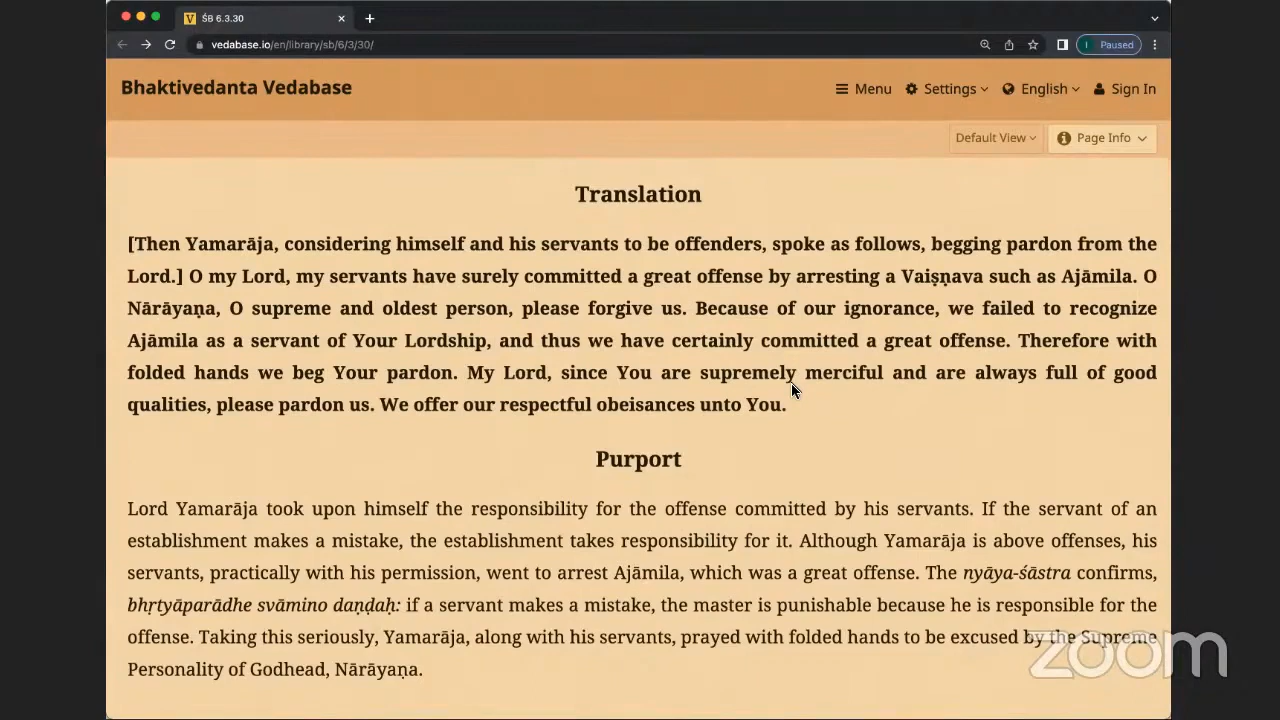 ŚB 6.3.30
vedabase.io/en/library/sb/6/3/30/
Paused
Bhaktivedanta Vedabase
Menu Settings English Sign In
Default View Page Info
Translation
[Then Yamarāja, considering himself and his servants to be offenders, spoke as follows, begging pardon from the
Lord.] O my Lord, my servants have surely committed a great offense by arresting a Vaiṣṇava such as Ajāmila. O
Nārāyaṇa, O supreme and oldest person, please forgive us. Because of our ignorance, we failed to recognize
Ajāmila as a servant of Your Lordship, and thus we have certainly committed a great offense. Therefore with
folded hands we beg Your pardon. My Lord, since You are supremely merciful and are always full of good
qualities, please pardon us. We offer our respectful obeisances unto You.
Purport
Lord Yamarāja took upon himself the responsibility for the offense committed by his servants. If the servant of an
establishment makes a mistake, the establishment takes responsibility for it. Although Yamarāja is above offenses, his
servants, practically with his permission, went to arrest Ajāmila, which was a great offense. The nyāya-śāstra confirms,
bhṛtyāparādhe svāmino daṇḍaḥ: if a servant makes a mistake, the master is punishable because he is responsible for the
offense. Taking this seriously, Yamarāja, along with his servants, prayed with folded hands to be excused by the Supreme
Personality of Godhead, Nārāyaṇa.
zoom